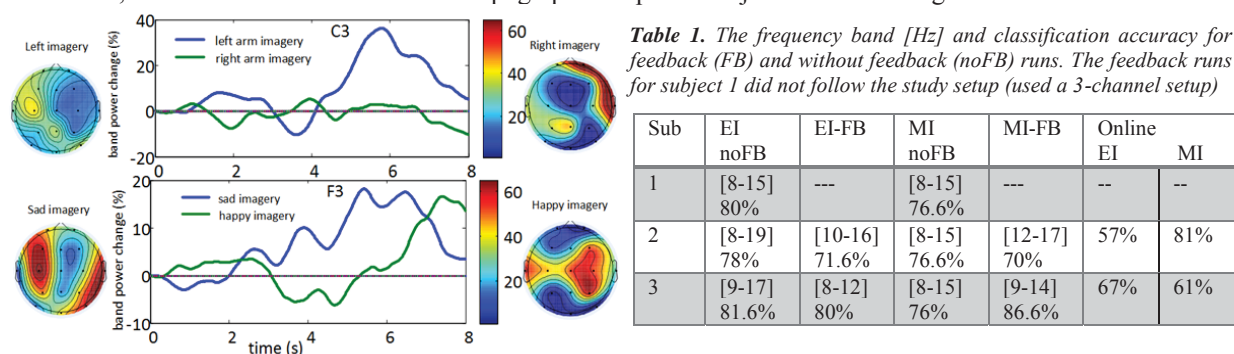 Left imagery
40
20
0
-20
band power change (%)
C3
left arm imagery
right arm imagery
0
2
4
6
8
60
40
20
Right imagery
Sad imagery
20
10
0
-10
band power change (%)
F3
sad imagery
happy imagery
0
2
4
6
8
time (s)
60
40
20
Happy imagery
Table 1. The frequency band [Hz] and classification accuracy for
feedback (FB) and without feedback (noFB) runs. The feedback runs
for subject 1 did not follow the study setup (used a 3-channel setup)
Sub EI EI-FB MI MI-FB Online
noFB noFB EI MI
1 [8-15] --- [8-15] --- -- --
80% 76.6%
2 [8-19] [10-16] [8-15] [12-17] 57% 81%
78% 71.6% 76.6% 70%
3 [9-17] [8-12] [8-15] [9-14] 67% 61%
81.6% 80% 76% 86.6%